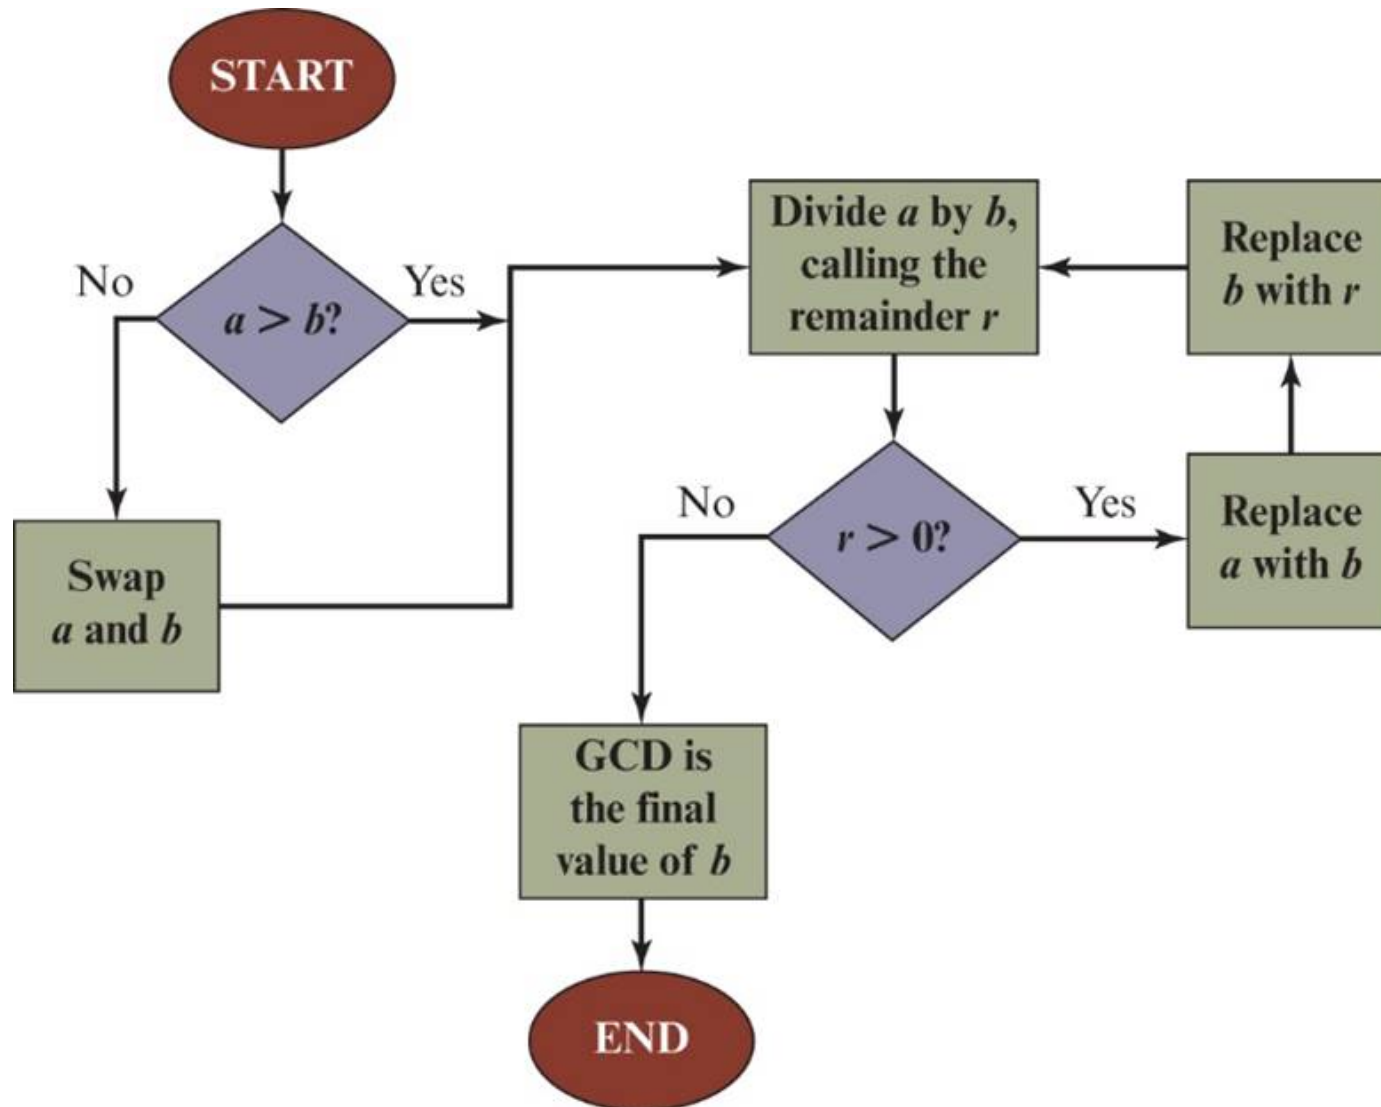 START
No
Yes
a > b?
Swap
a and b
Divide a by b,
calling the
remainder r
Replace
b with r
No
Yes
r > 0?
Replace
a with b
GCD is
the final
value of b
END